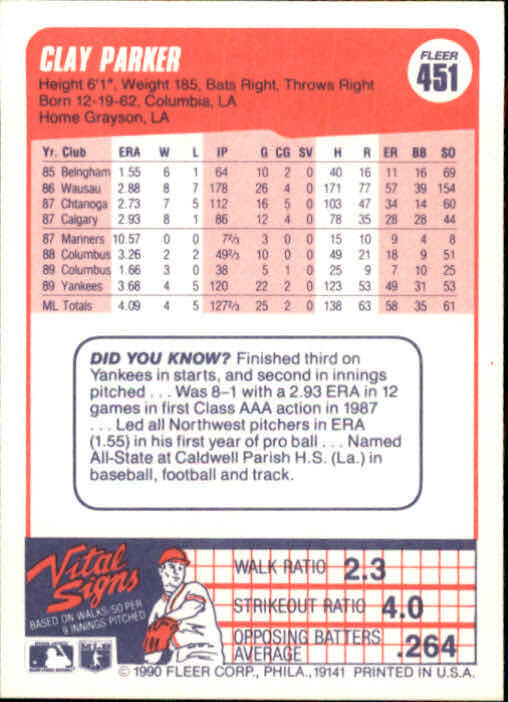 CLAY PARKER
FLEER
451
Height 6'1", Weight 185, Bats Right, Throws Right
Born 12-19-62, Columbia, LA
Home Grayson, LA
Yr. Club ERA W L IP G CG SV H R ER BB SO
85 Belngham 1.55 6 1 64 10 2 0 40 16 11 16 69
86 Wausau 2.88 8 7 178 26 4 0 171 77 57 39 154
87 Chtanoga 2.73 7 5 112 16 5 0 103 47 34 14 60
87 Calgary 2.93 8 1 86 12 4 0 78 35 28 28 44
87 Mariners 10.57 0 0 7⅔ 3 0 0 15 10 9 4 8
88 Columbus 3.26 2 2 49⅔ 10 0 0 49 21 18 9 51
89 Columbus 1.66 3 0 38 5 1 0 25 9 7 10 25
89 Yankees 3.68 4 5 120 22 2 0 123 53 49 31 53
ML Totals 4.09 4 5 127⅔ 25 2 0 138 63 58 35 61
DID YOU KNOW? Finished third on
Yankees in starts, and second in innings
pitched . . . Was 8-1 with a 2.93 ERA in 12
games in first Class AAA action in 1987
. . . Led all Northwest pitchers in ERA
(1.55) in his first year of pro ball . . . Named
All-State at Caldwell Parish H.S. (La.) in
baseball, football and track.
Vital
Signs
BASED ON WALKS/SO PER
9 INNINGS PITCHED
WALK RATIO 2.3
STRIKEOUT RATIO 4.0
OPPOSING BATTERS
AVERAGE .264
© 1990 FLEER CORP., PHILA., 19141 PRINTED IN U.S.A.